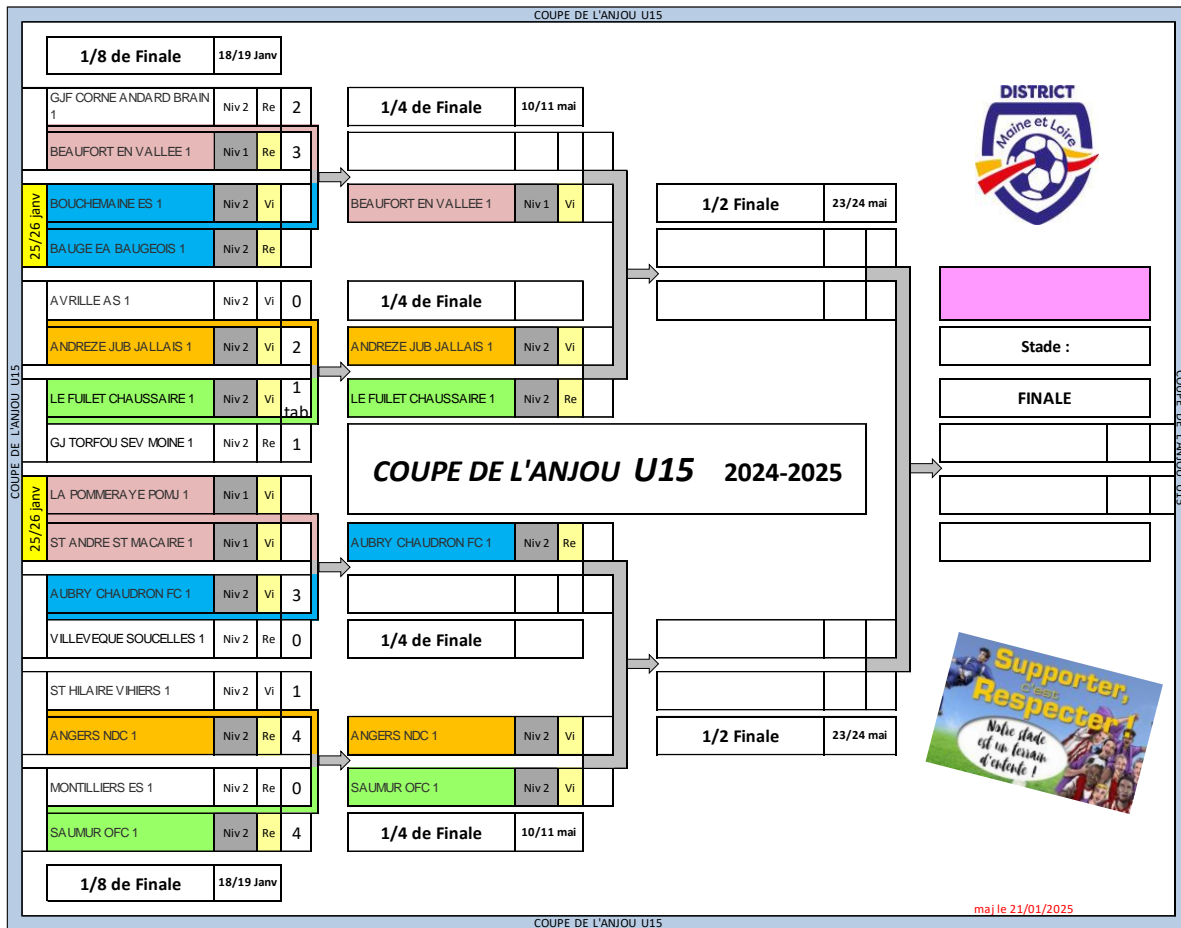 COUPE DE L'ANJOU U15
1/8 de Finale 18/19 Janv
GJF CORNE ANDARD BRAIN 1 Niv 2 Re 2
BEAUFORT EN VALLEE 1 Niv 1 Re 3
25/26 janv
BOUCHEMAINE ES 1 Niv 2 Vi
BAUGE EA BAUGEOIS 1 Niv 2 Re
AVRILLE AS 1 Niv 2 Vi 0
ANDREZE JUB JALLAIS 1 Niv 2 Vi 2
LE FUILET CHAUSSAIRE 1 Niv 2 Vi 1 tab
GJ TORFOU SEV MOINE 1 Niv 2 Re 1
25/26 janv
LA POMMERAYE POMJ 1 Niv 1 Vi
ST ANDRE ST MACAIRE 1 Niv 1 Vi
AUBRY CHAUDRON FC 1 Niv 2 Vi 3
VILLEVEQUE SOUCELLES 1 Niv 2 Re 0
ST HILAIRE VIHIERS 1 Niv 2 Vi 1
ANGERS NDC 1 Niv 2 Re 4
MONTILLIERS ES 1 Niv 2 Re 0
SAUMUR OFC 1 Niv 2 Re 4
1/8 de Finale 18/19 Janv
1/4 de Finale 10/11 mai
BEAUFORT EN VALLEE 1 Niv 1 Vi
1/4 de Finale
ANDREZE JUB JALLAIS 1 Niv 2 Vi
LE FUILET CHAUSSAIRE 1 Niv 2 Re
COUPE DE L'ANJOU U15 2024-2025
AUBRY CHAUDRON FC 1 Niv 2 Re
1/4 de Finale
ANGERS NDC 1 Niv 2 Vi
SAUMUR OFC 1 Niv 2 Vi
1/4 de Finale 10/11 mai
1/2 Finale 23/24 mai
1/2 Finale 23/24 mai
DISTRICT
Maine et Loire
Stade :
FINALE
Supporter,
c'est
Respecter !
Notre stade
est un terrain
d'entente !
maj le 21/01/2025
COUPE DE L'ANJOU U15
COUPE DE L'ANJOU U15
COUPE DE L'ANJOU U15